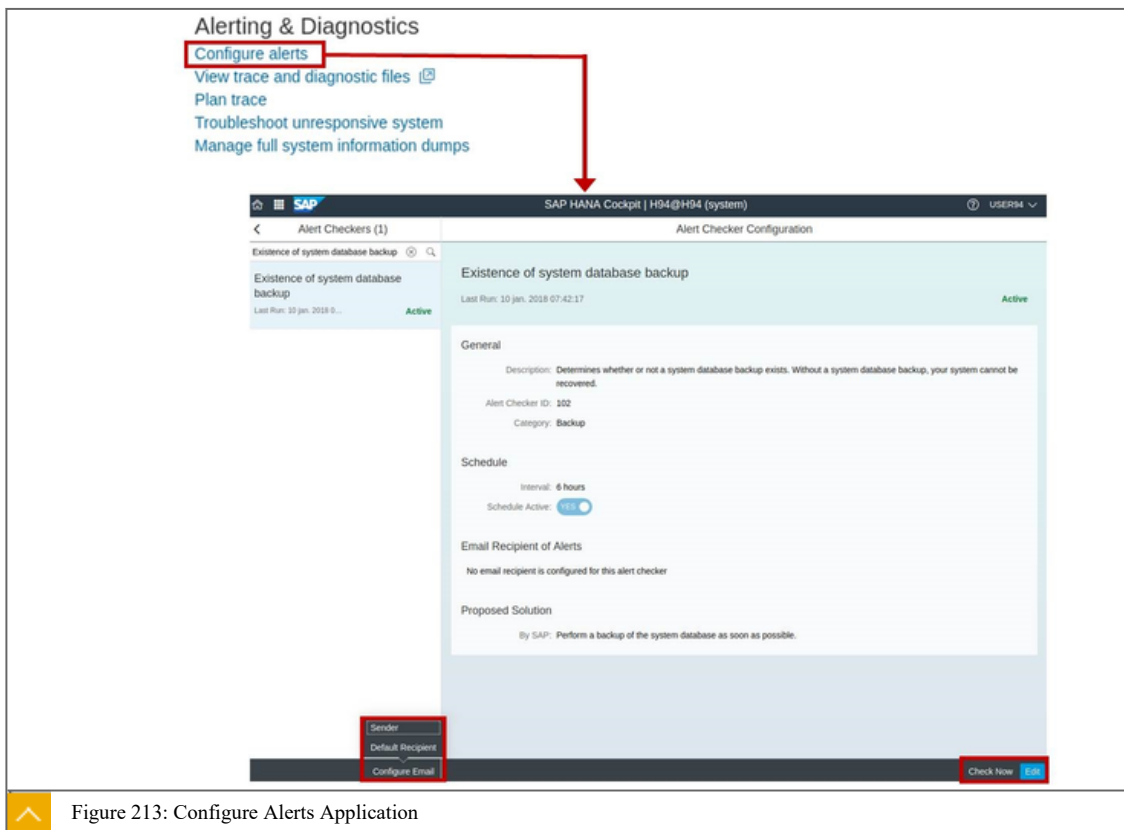 Alerting & Diagnostics
Configure alerts
View trace and diagnostic files
Plan trace
Troubleshoot unresponsive system
Manage full system information dumps
SAP
SAP HANA Cockpit | H94@H94 (system)
USER94
Alert Checkers (1)
Alert Checker Configuration
Existence of system database backup
Existence of system database
backup
Last Run: 10 jan. 2018 0...
Active
Existence of system database backup
Last Run: 10 jan. 2018 07:42:17
Active
General
Description: Determines whether or not a system database backup exists. Without a system database backup, your system cannot be
recovered.
Alert Checker ID: 102
Category: Backup
Schedule
Interval: 6 hours
Schedule Active: YES
Email Recipient of Alerts
No email recipient is configured for this alert checker
Proposed Solution
By SAP: Perform a backup of the system database as soon as possible.
Sender
Default Recipient
Configure Email
Check Now
Edit
Figure 213: Configure Alerts Application